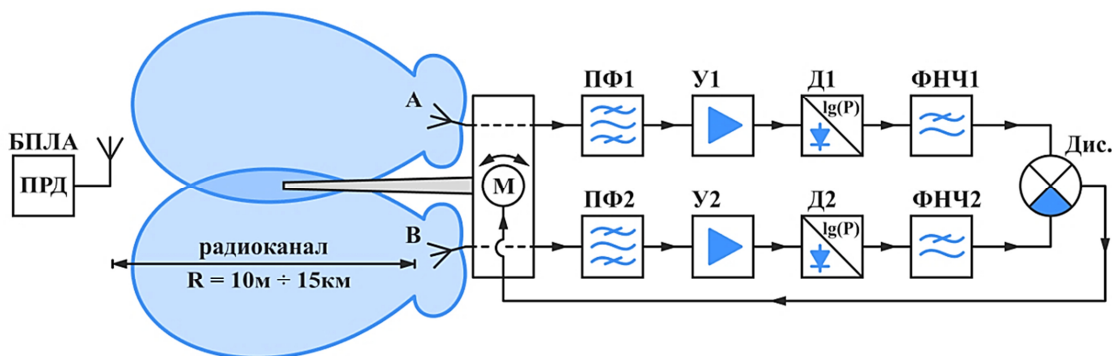 БПЛА
ПРД
А
В
радиоканал
R = 10м ÷ 15км
М
ПФ1
У1
Д1
lg(P)
ФНЧ1
Дис.
ПФ2
У2
Д2
lg(P)
ФНЧ2